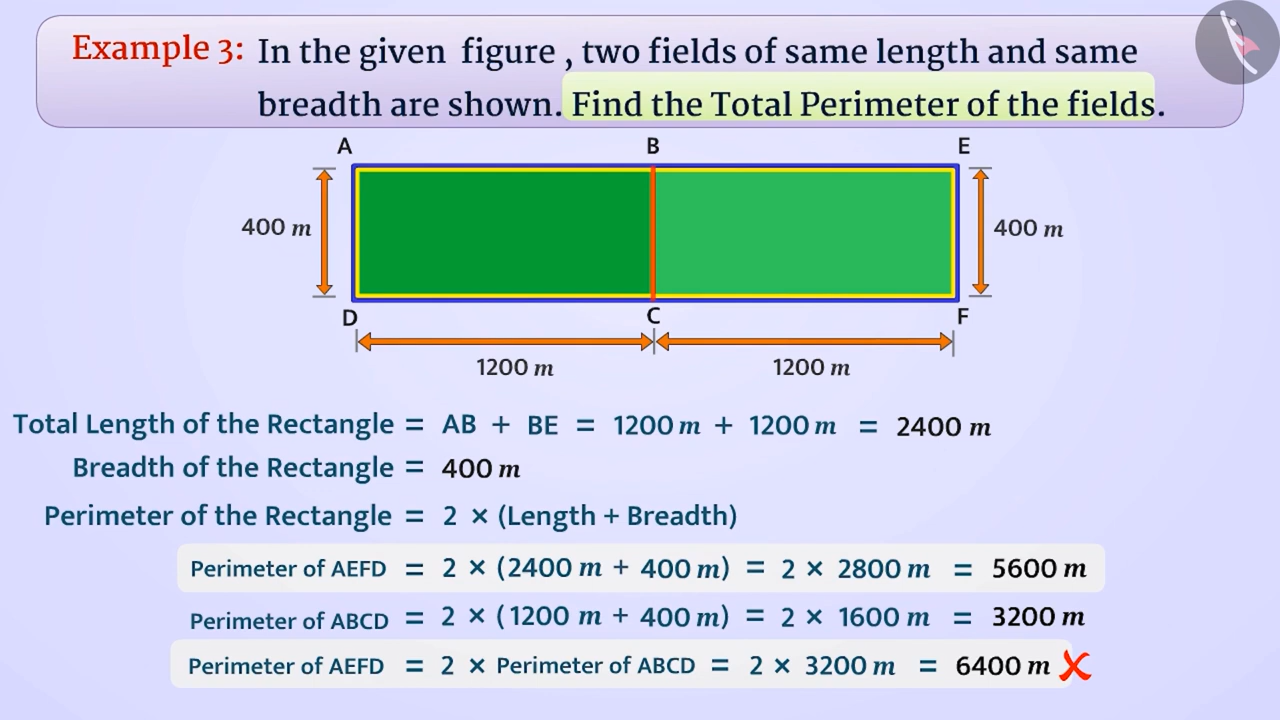 Example 3: In the given figure , two fields of same length and same
breadth are shown. Find the Total Perimeter of the fields.
A B E
400 m 400 m
D C F
1200 m 1200 m
Total Length of the Rectangle = AB + BE = 1200 m + 1200 m = 2400 m
Breadth of the Rectangle = 400 m
Perimeter of the Rectangle = 2 × (Length + Breadth)
Perimeter of AEFD = 2 × (2400 m + 400 m) = 2 × 2800 m = 5600 m
Perimeter of ABCD = 2 × (1200 m + 400 m) = 2 × 1600 m = 3200 m
Perimeter of AEFD = 2 × Perimeter of ABCD = 2 × 3200 m = 6400 m ✗